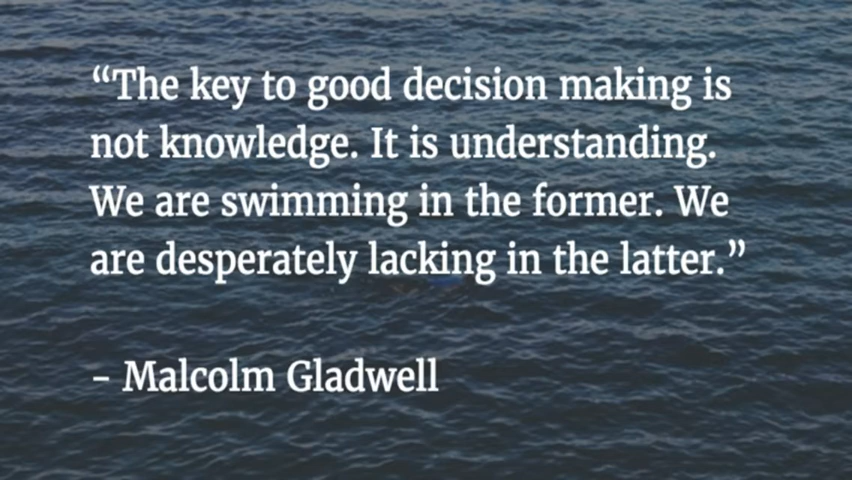 “The key to good decision making is
not knowledge. It is understanding.
We are swimming in the former. We
are desperately lacking in the latter.”
– Malcolm Gladwell